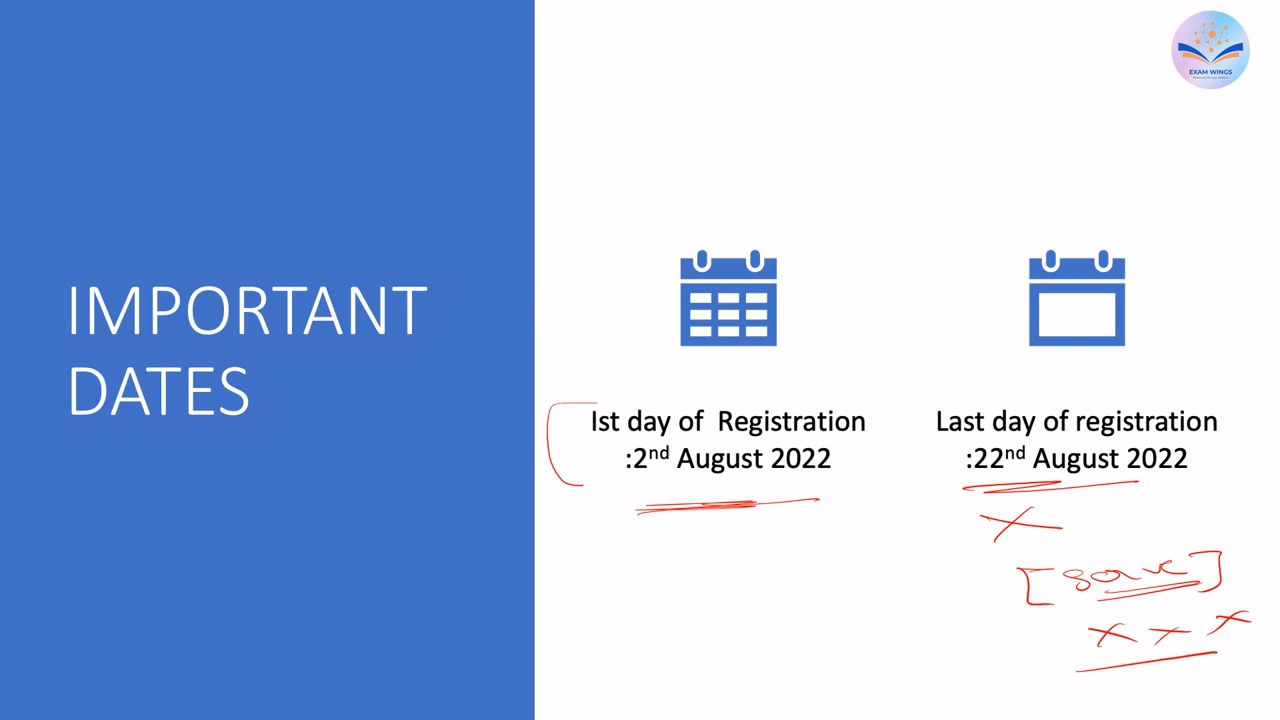 EXAM WINGS
IMPORTANT
DATES
Ist day of Registration
:2nd August 2022
Last day of registration
:22nd August 2022
X
X X X